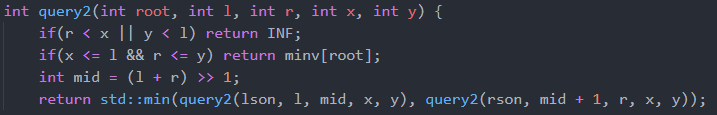 int query2(int root, int l, int r, int x, int y) {
    if(r < x || y < l) return INF;
    if(x <= l && r <= y) return minv[root];
    int mid = (l + r) >> 1;
    return std::min(query2(lson, l, mid, x, y), query2(rson, mid + 1, r, x, y));